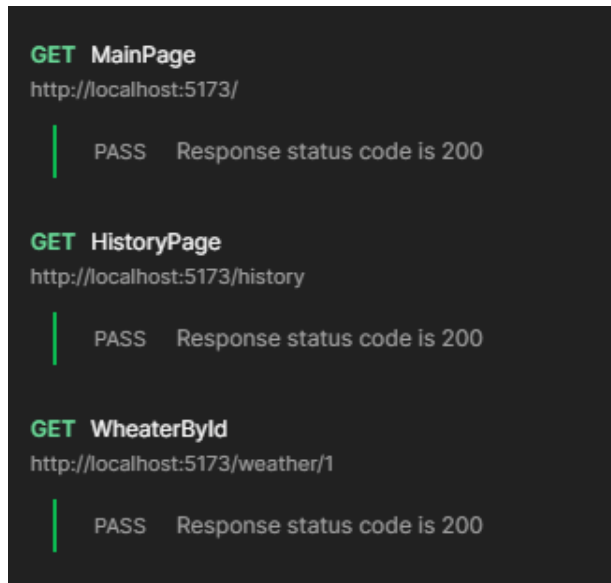 GET MainPage
http://localhost:5173/
PASS Response status code is 200
GET HistoryPage
http://localhost:5173/history
PASS Response status code is 200
GET WheaterById
http://localhost:5173/weather/1
PASS Response status code is 200